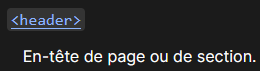 <header>
En-tête de page ou de section.